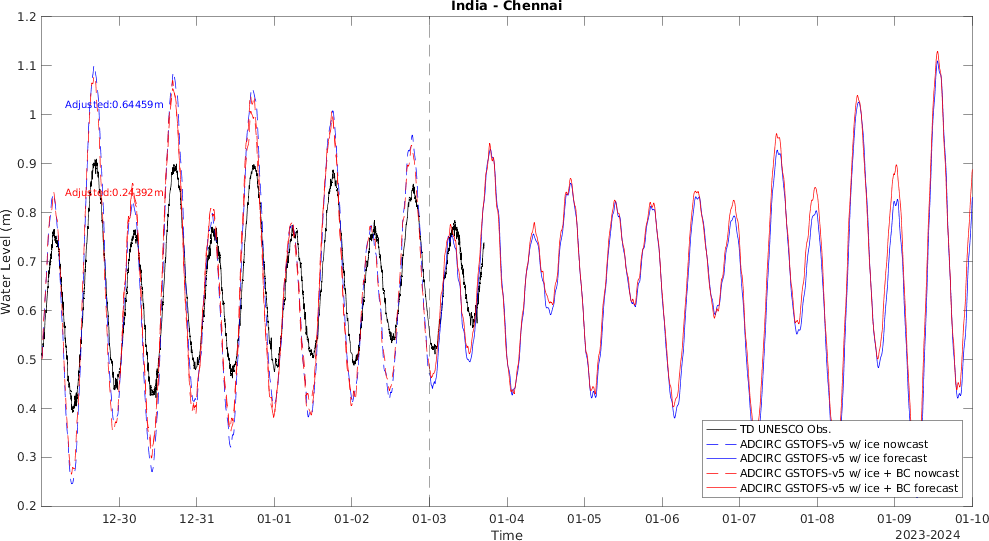 India - Chennai
1.2
1.1
1
0.9
0.8
0.7
0.6
0.5
0.4
0.3
0.2
Water Level (m)
Adjusted:0.64459m
Adjusted:0.24392m
TD UNESCO Obs.
ADCIRC GSTOFS-v5 w/ ice nowcast
ADCIRC GSTOFS-v5 w/ ice forecast
ADCIRC GSTOFS-v5 w/ ice + BC nowcast
ADCIRC GSTOFS-v5 w/ ice + BC forecast
12-30 12-31 01-01 01-02 01-03 01-04 01-05 01-06 01-07 01-08 01-09 01-10
Time
2023-2024